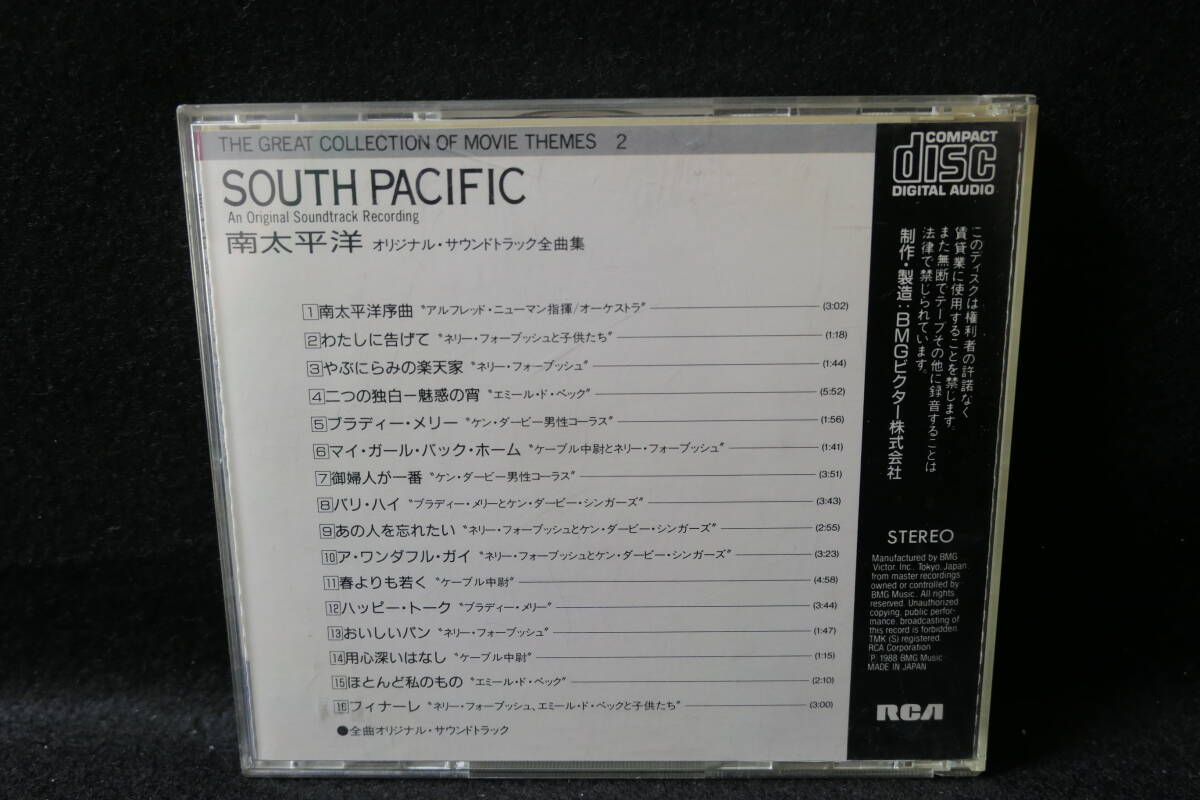 THE GREAT COLLECTION OF MOVIE THEMES 2
SOUTH PACIFIC
An Original Soundtrack Recording
南太平洋 オリジナル・サウンドトラック全曲集
1 南太平洋序曲 "アルフレッド・ニューマン指揮/オーケストラ" (3:02)
2 わたしに告げて "ネリー・フォーブッシュと子供たち" (1:18)
3 やぶにらみの楽天家 "ネリー・フォーブッシュ" (1:44)
4 二つの独白ー魅惑の宵 "エミール・ド・ベック" (5:52)
5 ブラディー・メリー "ケン・ダービー男性コーラス" (1:56)
6 マイ・ガール・バック・ホーム "ケーブル中尉とネリー・フォーブッシュ" (1:41)
7 御婦人が一番 "ケン・ダービー男性コーラス" (3:51)
8 バリ・ハイ "ブラディー・メリーとケン・ダービー・シンガーズ" (3:43)
9 あの人を忘れたい "ネリー・フォーブッシュとケン・ダービー・シンガーズ" (2:55)
10 ア・ワンダフル・ガイ "ネリー・フォーブッシュとケン・ダービー・シンガーズ" (3:23)
11 春よりも若く "ケーブル中尉" (4:58)
12 ハッピー・トーク "ブラディー・メリー" (3:44)
13 おいしいパン "ネリー・フォーブッシュ" (1:47)
14 用心深いはなし "ケーブル中尉" (1:15)
15 ほとんど私のもの "エミール・ド・ベック" (2:10)
16 フィナーレ "ネリー・フォーブッシュ、エミール・ド・ベックと子供たち" (3:00)
●全曲オリジナル・サウンドトラック
COMPACT
disc
DIGITAL AUDIO
このディスクは権利者の許諾なく
賃貸業に使用することを禁じます。
また無断でテープその他に録音することは
法律で禁じられています。
制作・製造:BMGビクター株式会社
STEREO
Manufactured by BMG
Victor, Inc., Tokyo, Japan
from master recordings
owned or controlled by
BMG Music. All rights
reserved. Unauthorized
copying, public perfor-
mance, broadcasting of
this record is forbidden.
TMK (S) registered.
RCA Corporation
P. 1988 BMG Music
MADE IN JAPAN
RCA